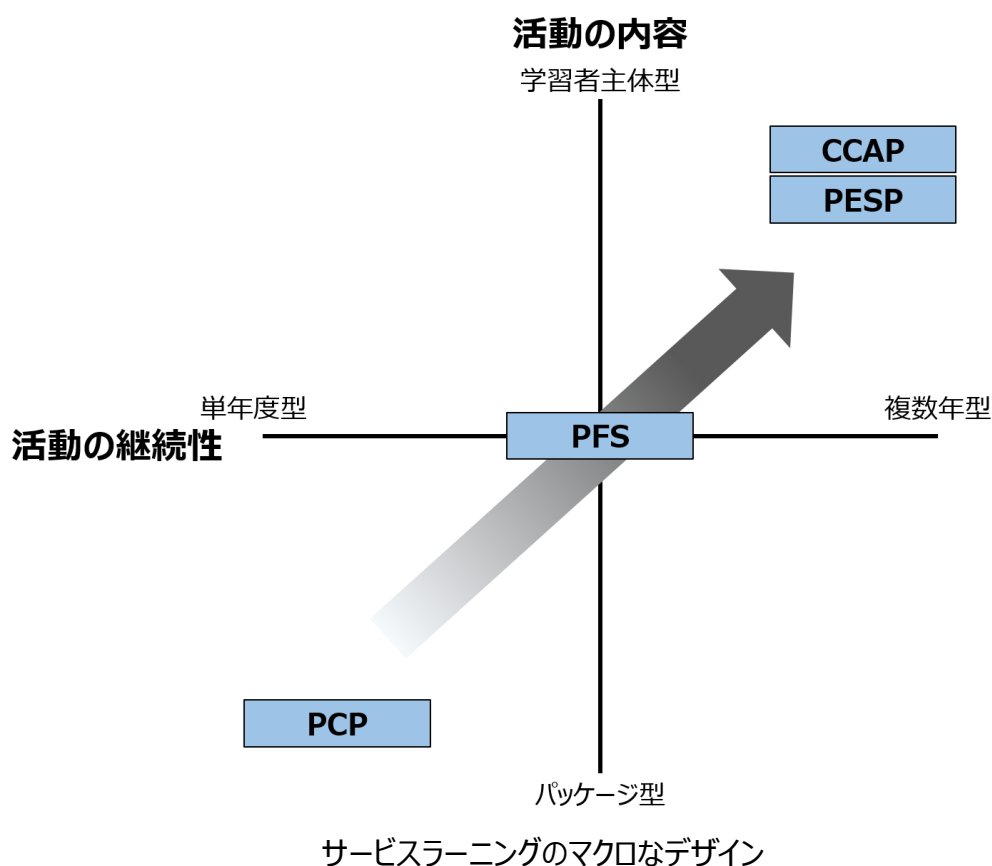 活動の内容
学習者主体型
CCAP
PESP
単年度型
複数年型
活動の継続性
PFS
PCP
パッケージ型
サービスラーニングのマクロなデザイン